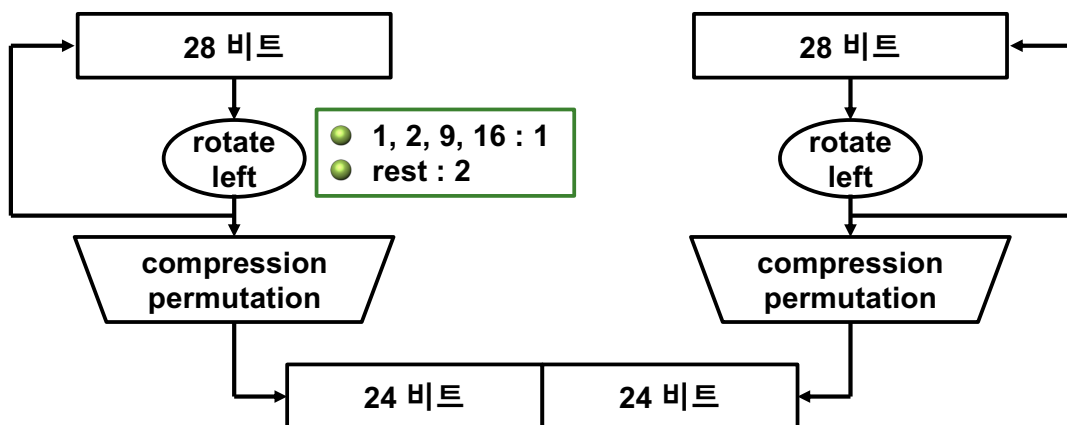 28 비트
28 비트
rotate
left
1, 2, 9, 16 : 1
rest : 2
rotate
left
compression
permutation
compression
permutation
24 비트
24 비트